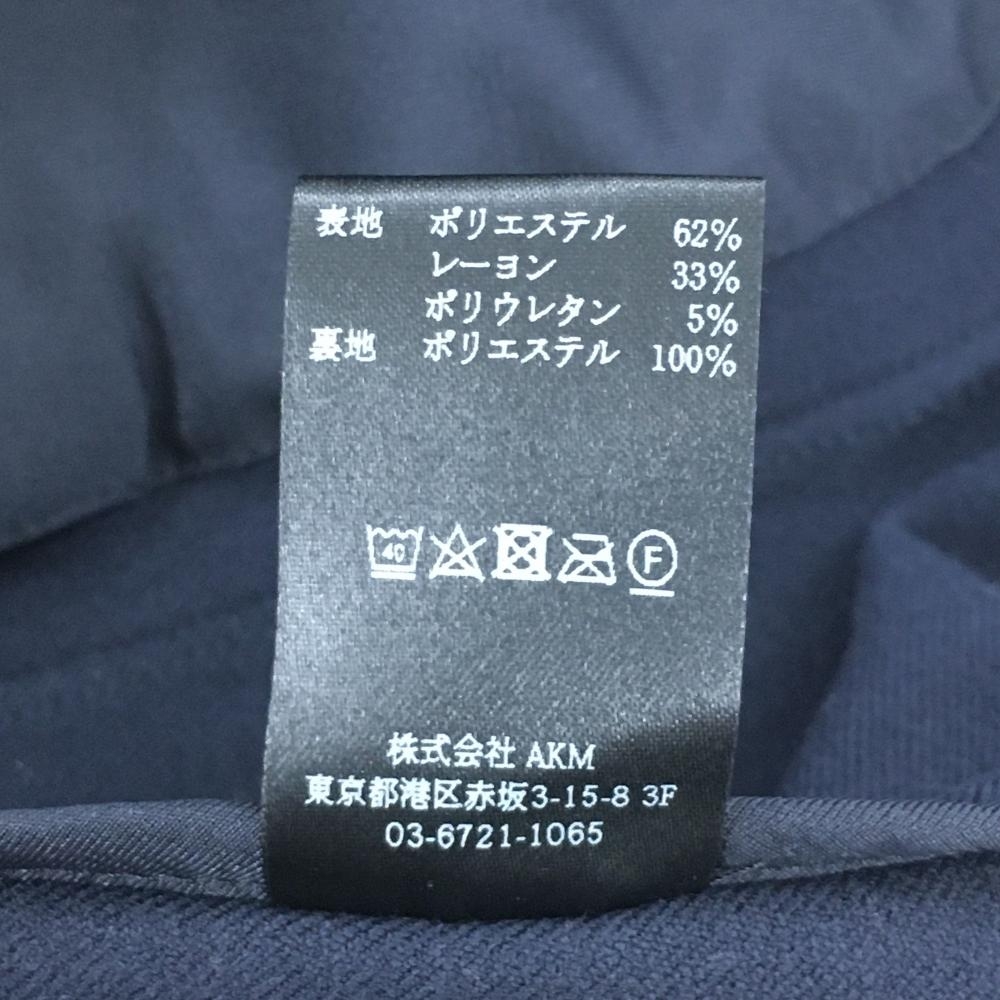 表地 ポリエステル 62%
レーヨン 33%
ポリウレタン 5%
裏地 ポリエステル 100%
40
F
株式会社 AKM
東京都港区赤坂3-15-8 3F
03-6721-1065